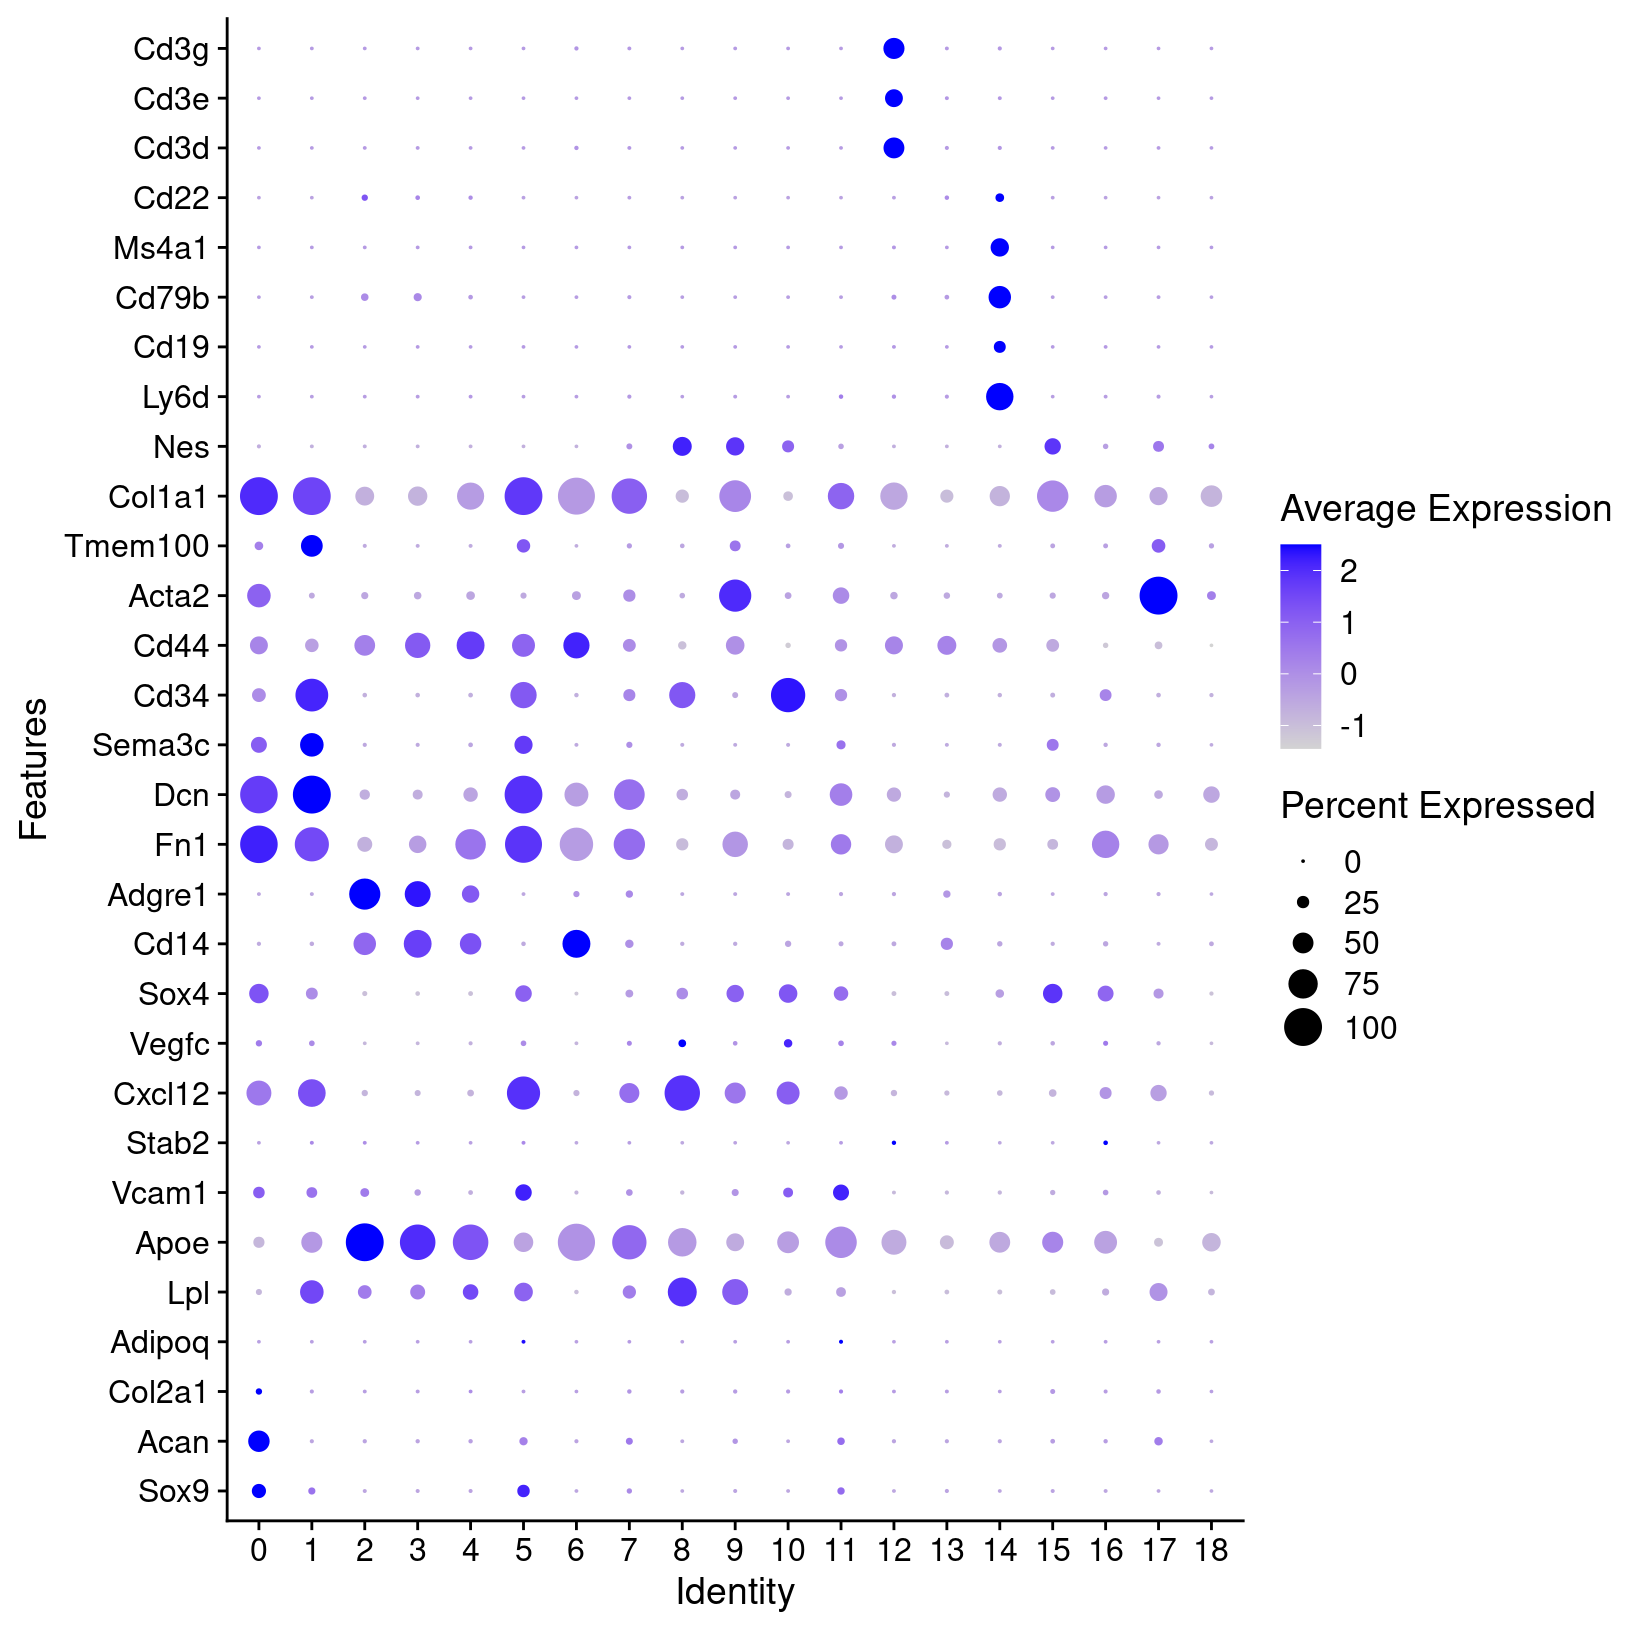 Cd3g
Cd3e
Cd3d
Cd22
Ms4a1
Cd79b
Cd19
Ly6d
Nes
Col1a1
Tmem100
Acta2
Cd44
Cd34
Sema3c
Dcn
Fn1
Adgre1
Cd14
Sox4
Vegfc
Cxcl12
Stab2
Vcam1
Apoe
Lpl
Adipoq
Col2a1
Acan
Sox9
Features
0 1 2 3 4 5 6 7 8 9 10 11 12 13 14 15 16 17 18
Identity
Average Expression
2
1
0
-1
Percent Expressed
0
25
50
75
100